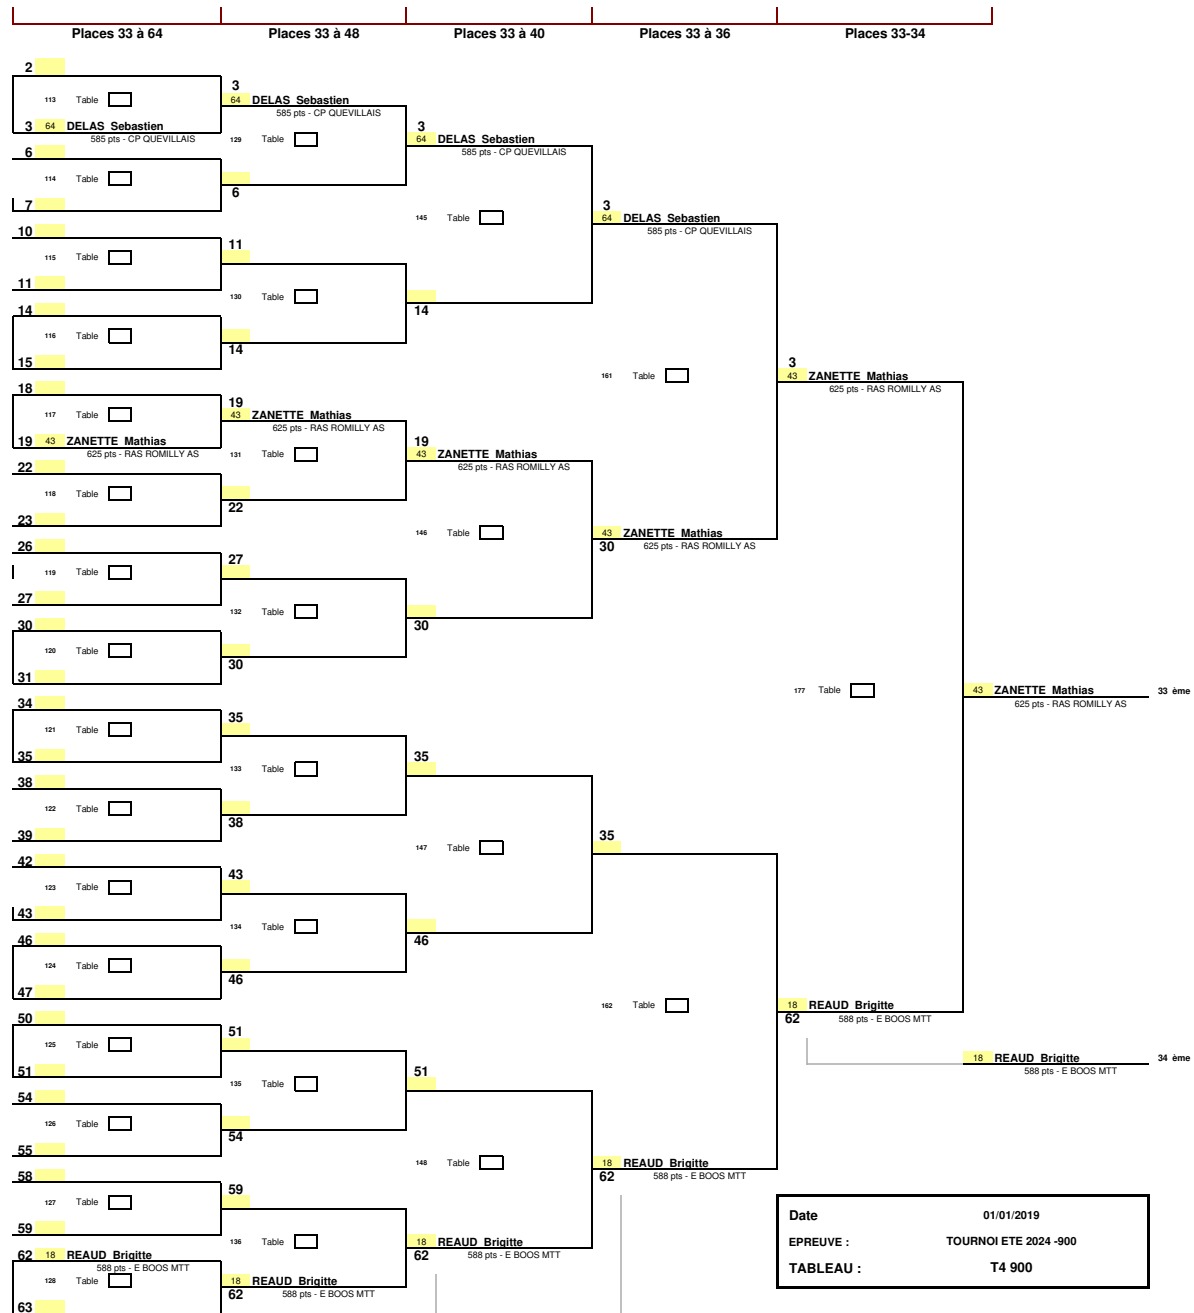 Places 33 à 64 Places 33 à 48 Places 33 à 40 Places 33 à 36 Places 33-34
2
3
113 Table
64 DELAS Sebastien
585 pts - CP QUEVILLAIS
3 64 DELAS Sebastien
585 pts - CP QUEVILLAIS
129 Table
3
64 DELAS Sebastien
585 pts - CP QUEVILLAIS
6
114 Table
6
7
3
64 DELAS Sebastien
585 pts - CP QUEVILLAIS
145 Table
10
11
115 Table
11
130 Table
14
14
116 Table
14
15
3
43 ZANETTE Mathias
625 pts - RAS ROMILLY AS
161 Table
18
19
117 Table
43 ZANETTE Mathias
625 pts - RAS ROMILLY AS
19 43 ZANETTE Mathias
625 pts - RAS ROMILLY AS
131 Table
19
43 ZANETTE Mathias
625 pts - RAS ROMILLY AS
22
118 Table
22
23
146 Table
43 ZANETTE Mathias
30 625 pts - RAS ROMILLY AS
26
27
119 Table
27
132 Table
30
30
120 Table
30
31
177 Table
43 ZANETTE Mathias 33 ème
625 pts - RAS ROMILLY AS
34
35
121 Table
35
133 Table
35
38
122 Table
38
39
35
147 Table
42
43
123 Table
43
134 Table
46
46
124 Table
46
47
162 Table
18 REAUD Brigitte
62 588 pts - E BOOS MTT
50
51
125 Table
18 REAUD Brigitte 34 ème
588 pts - E BOOS MTT
51
135 Table
51
54
126 Table
54
55
148 Table
18 REAUD Brigitte
62 588 pts - E BOOS MTT
58
59
127 Table
59
136 Table
18 REAUD Brigitte
62 588 pts - E BOOS MTT
62 18 REAUD Brigitte
588 pts - E BOOS MTT
128 Table
18 REAUD Brigitte
62 588 pts - E BOOS MTT
63
Date 01/01/2019
EPREUVE : TOURNOI ETE 2024 -900
TABLEAU : T4 900